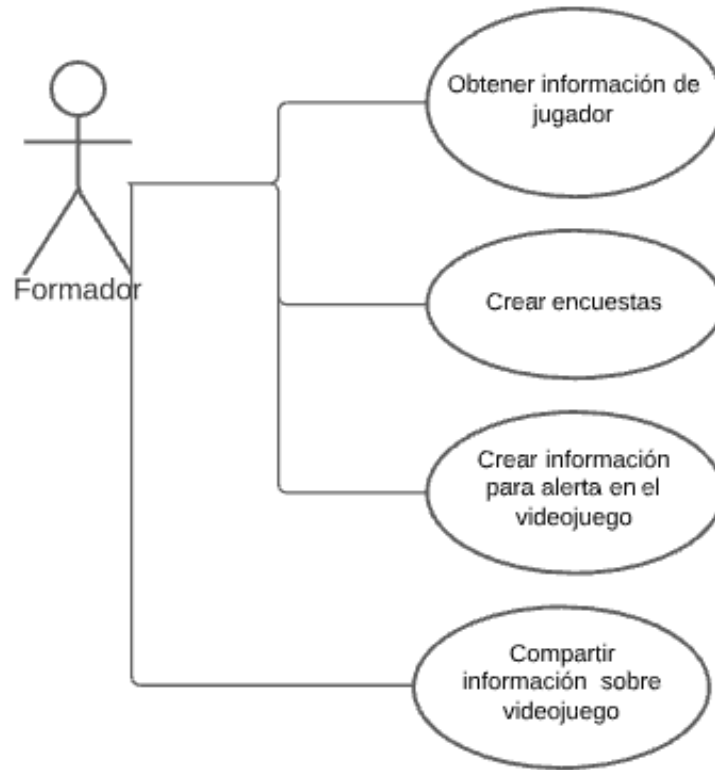 Obtener información de
jugador
Formador
Crear encuestas
Crear información
para alerta en el
videojuego
Compartir
información sobre
videojuego